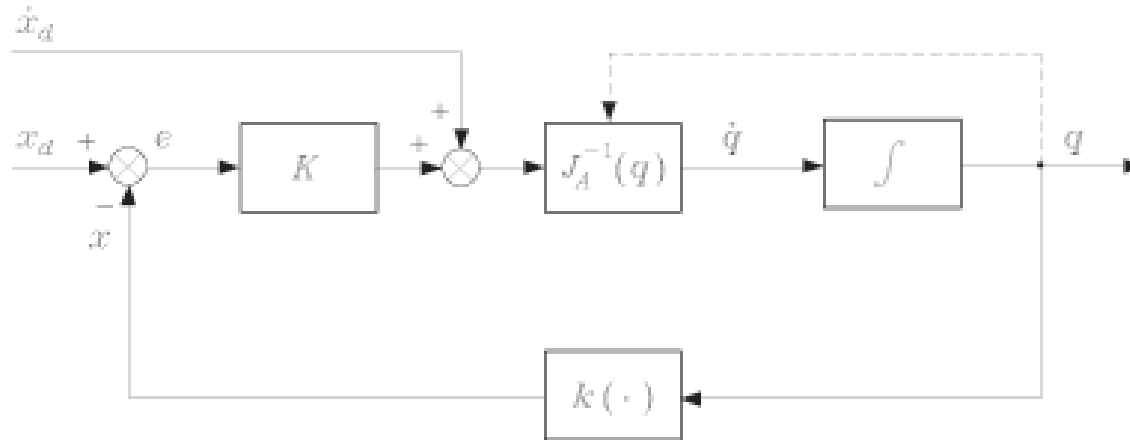 ẋ_d
x_d + e
K
+
+
J_A^{-1}(q)
q̇
∫
q
−
x
k(·)